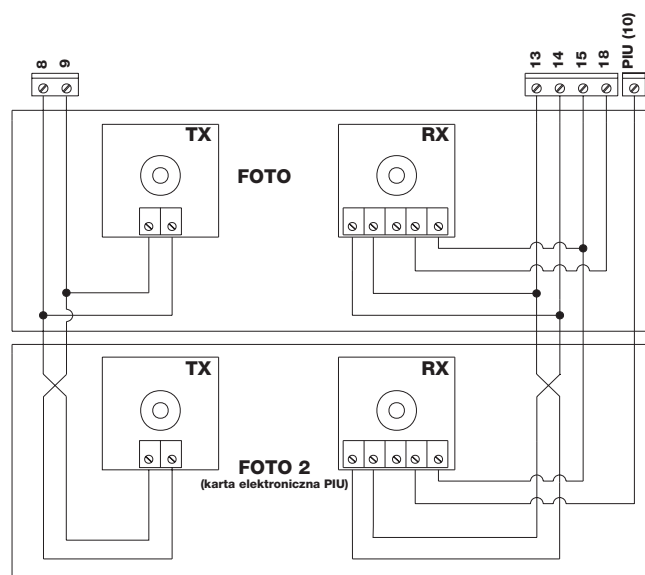 8 9 13 14 15 18 PIU (10)
TX RX
FOTO
TX RX
FOTO 2
(karta elektroniczna PIU)